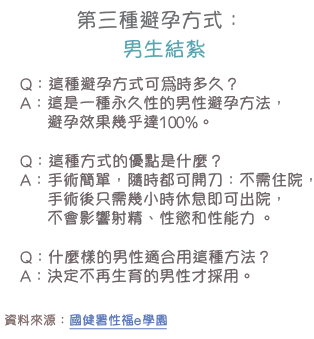 第三種避孕方式：
男生結紮
Q：這種避孕方式可為時多久？
A：這是一種永久性的男性避孕方法，
避孕效果幾乎達100%。
Q：這種方式的優點是什麼？
A：手術簡單，隨時都可開刀；不需住院，
手術後只需幾小時休息即可出院，
不會影響射精、性慾和性能力。
Q：什麼樣的男性適合用這種方法？
A：決定不再生育的男性才採用。
資料來源：國健署性福e學園